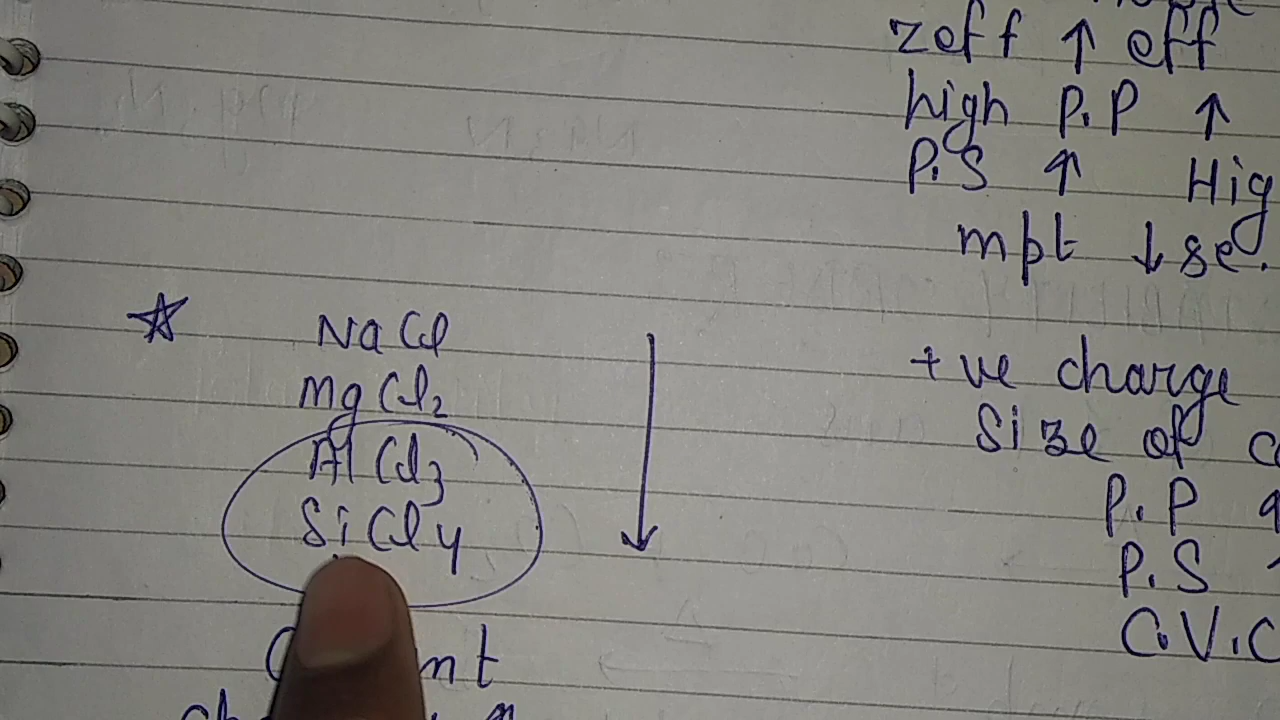 zeff ↑ eff
high P.P ↑
P.S ↑ Hig
mpt ↓se.
☆ NaCl
MgCl2
AlCl3
SiCl4
+ve charge
Size of c
P.P
P.S
C.V.C